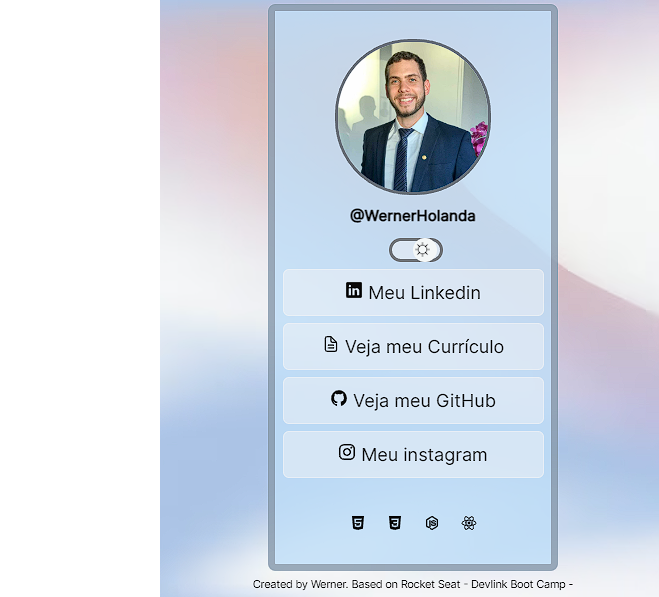 @WernerHolanda
Meu Linkedin
Veja meu Currículo
Veja meu GitHub
Meu instagram
Created by Werner. Based on Rocket Seat - Devlink Boot Camp -